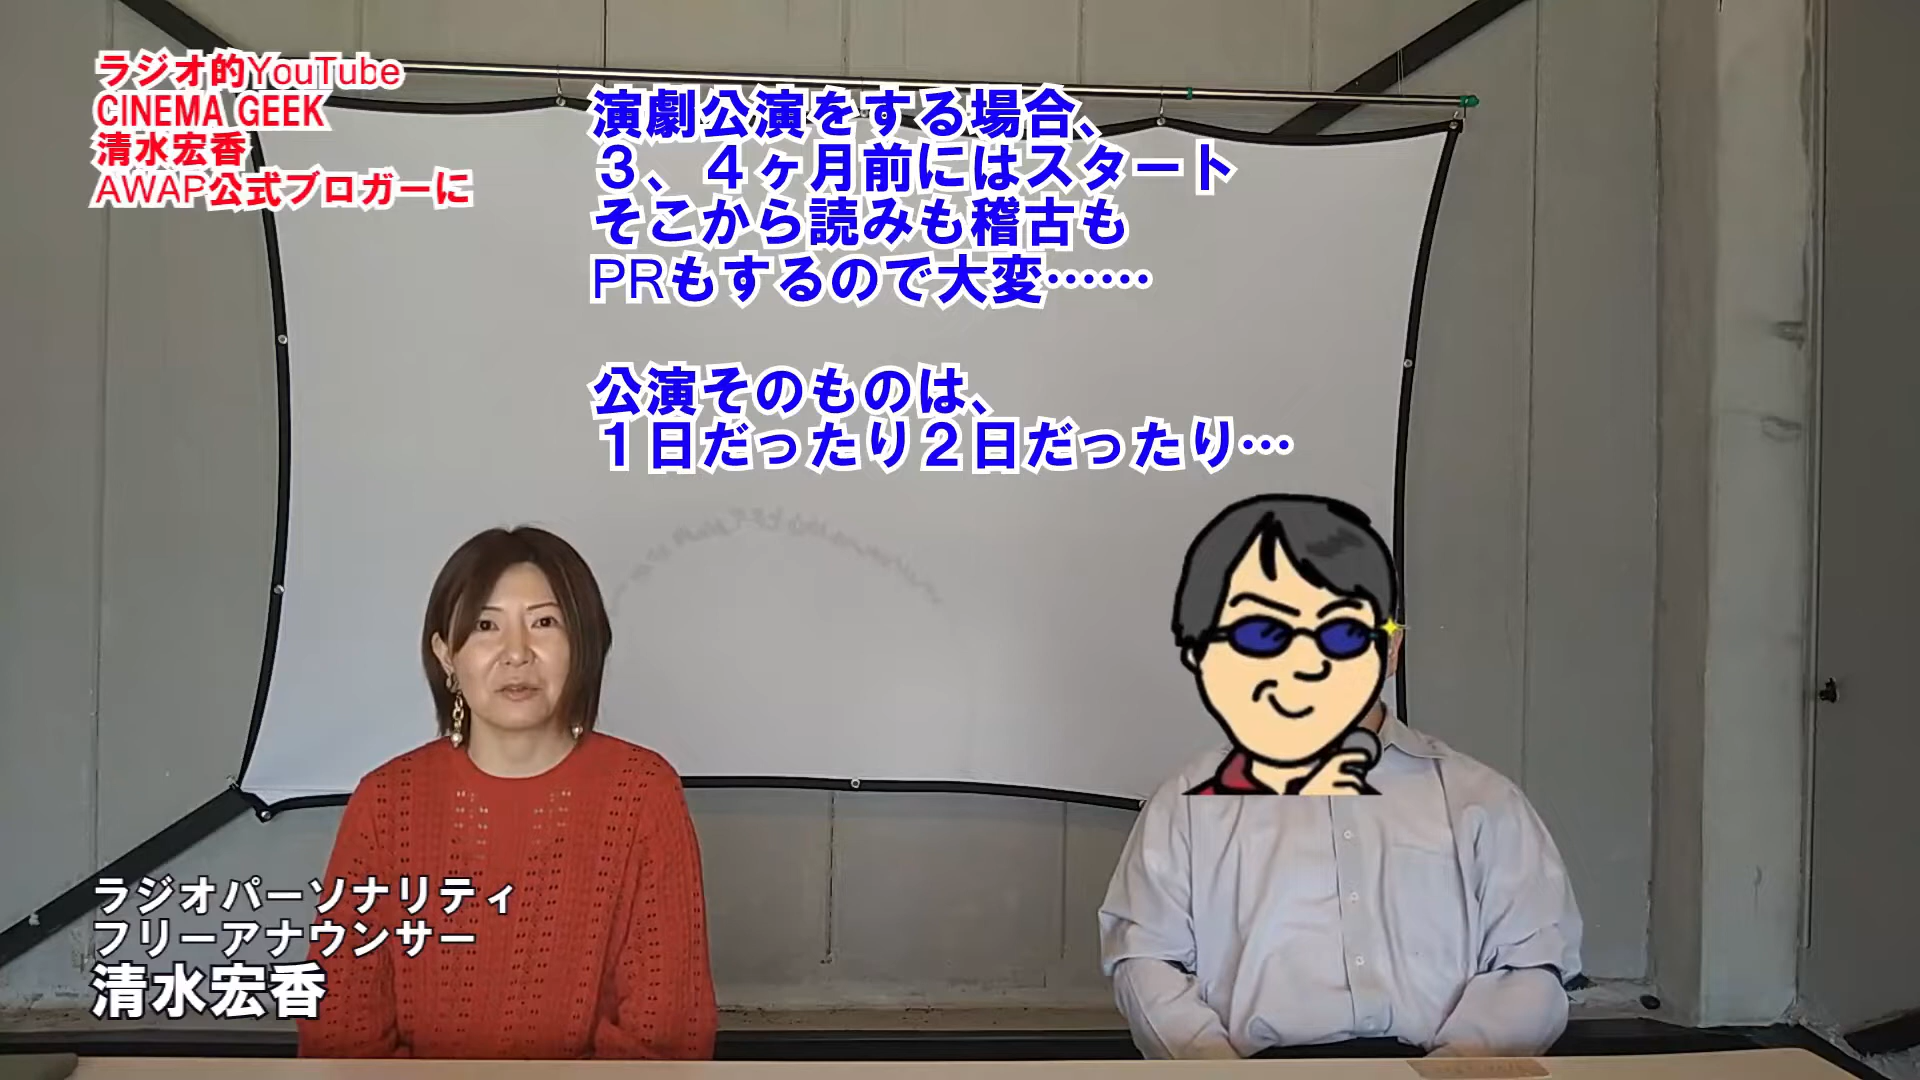 ラジオ的YouTube
CINEMA GEEK
清水宏香
AWAP公式ブロガーに
演劇公演をする場合、
３、４ヶ月前にはスタート
そこから読みも稽古も
PRもするので大変……
公演そのものは、
１日だったり２日だったり…
ラジオパーソナリティ
フリーアナウンサー
清水宏香